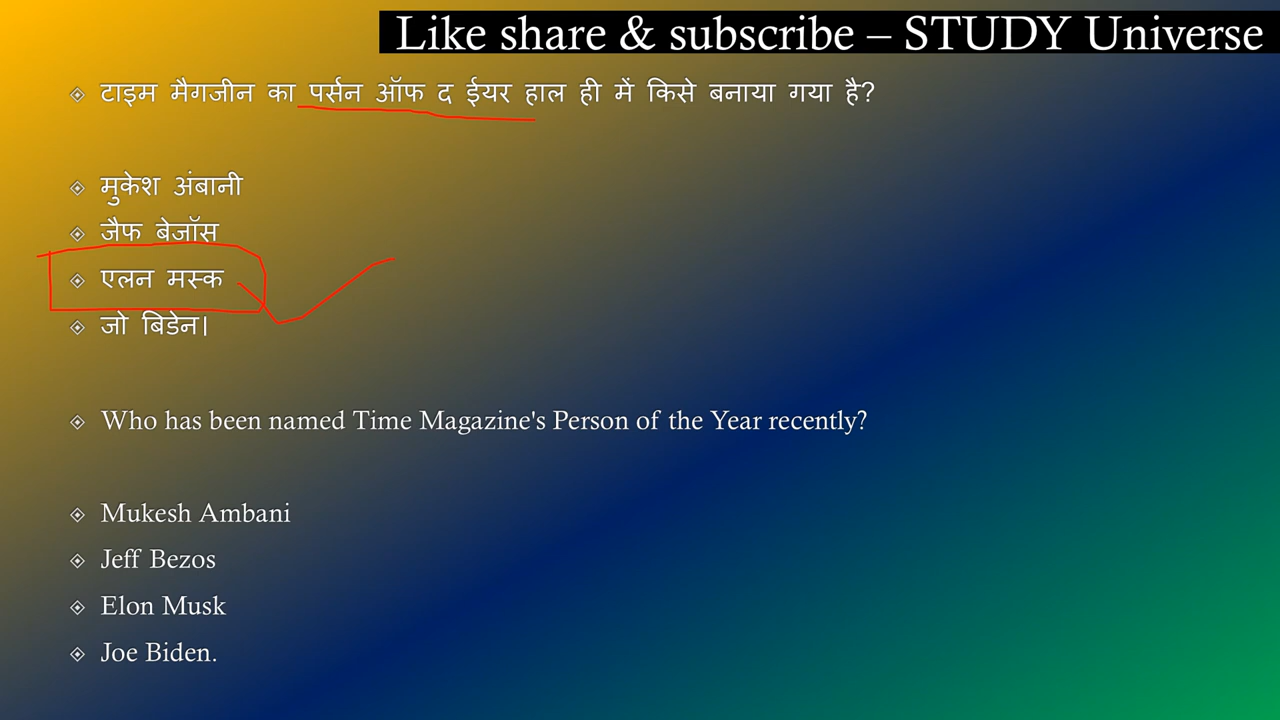 Like share & subscribe – STUDY Universe
टाइम मैगजीन का पर्सन ऑफ द ईयर हाल ही में किसे बनाया गया है?
मुकेश अंबानी
जैफ बेजॉस
एलन मस्क
जो बिडेन।
Who has been named Time Magazine's Person of the Year recently?
Mukesh Ambani
Jeff Bezos
Elon Musk
Joe Biden.